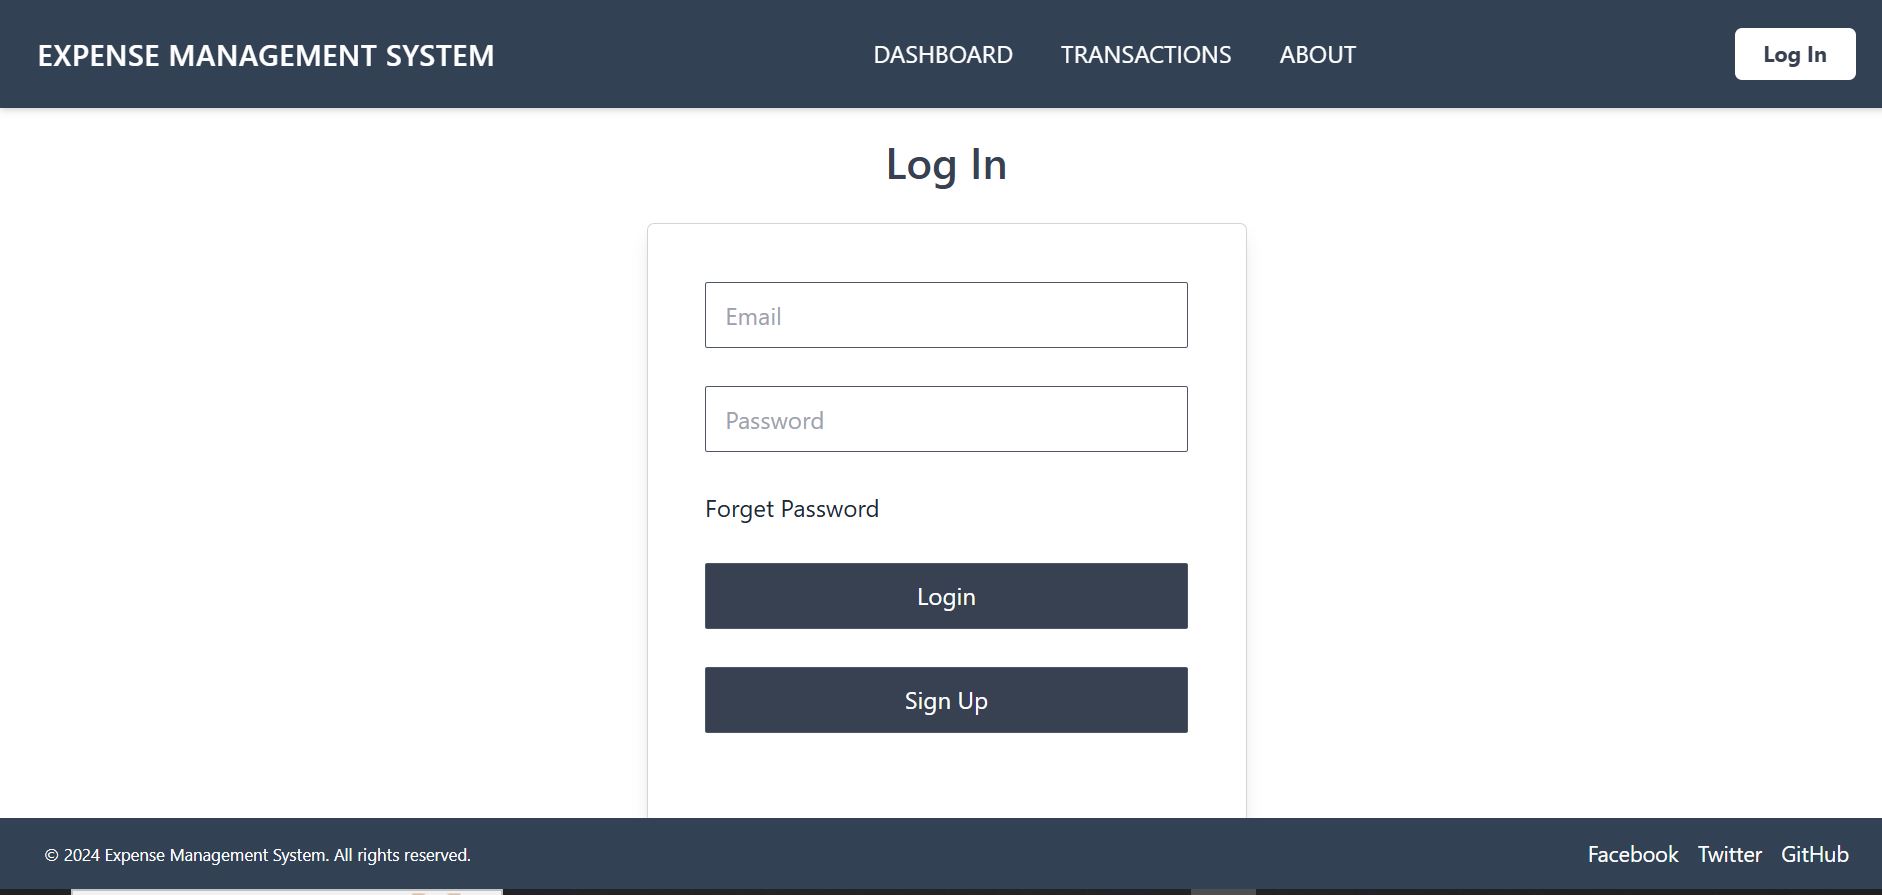 EXPENSE MANAGEMENT SYSTEM DASHBOARD TRANSACTIONS ABOUT Log In
Log In
Email
Password
Forget Password
Login
Sign Up
© 2024 Expense Management System. All rights reserved. Facebook Twitter GitHub